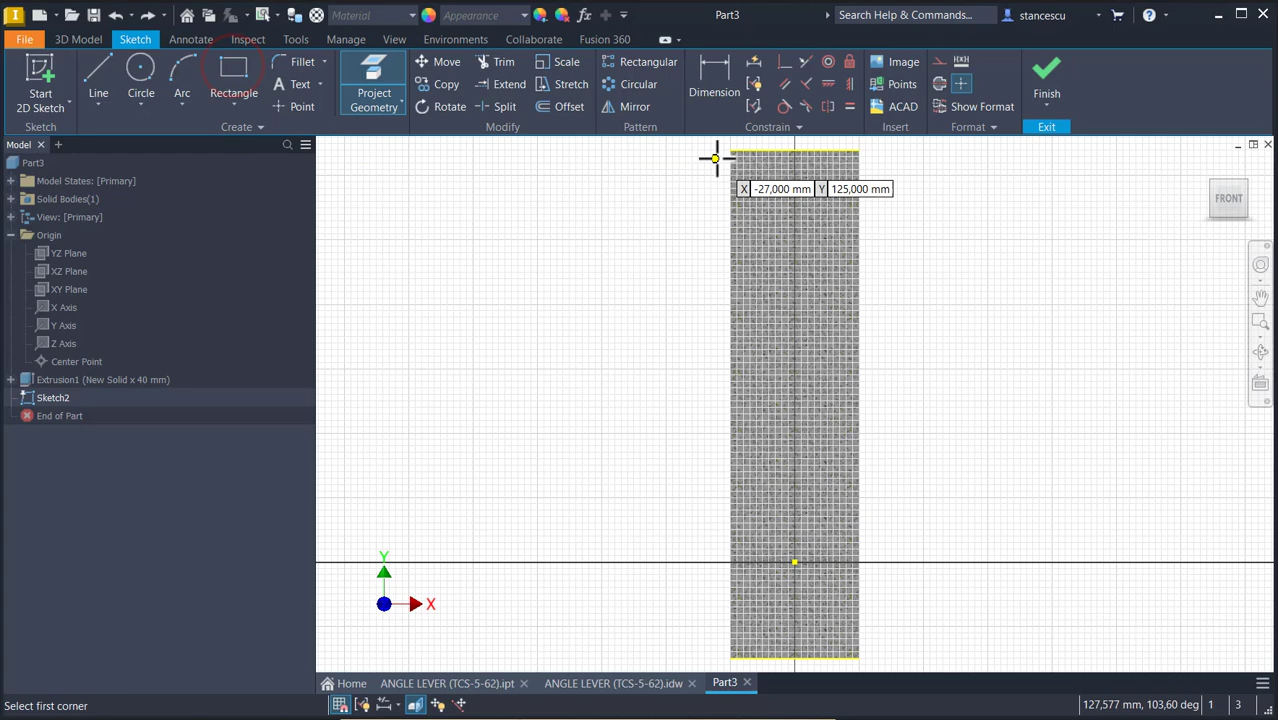 Material
Appearance
Part3
Search Help & Commands...
stancescu
File
3D Model
Sketch
Annotate
Inspect
Tools
Manage
View
Environments
Collaborate
Fusion 360
Start
2D Sketch
Line
Circle
Arc
Rectangle
Fillet
Text
Point
Project
Geometry
Move
Copy
Rotate
Trim
Extend
Split
Scale
Stretch
Offset
Rectangular
Circular
Mirror
Dimension
Image
Points
ACAD
Show Format
Finish
Sketch
Create
Modify
Pattern
Constrain
Insert
Format
Exit
Model
Part3
Model States: [Primary]
Solid Bodies(1)
View: [Primary]
Origin
YZ Plane
XZ Plane
XY Plane
X Axis
Y Axis
Z Axis
Center Point
Extrusion1 (New Solid x 40 mm)
Sketch2
End of Part
X -27,000 mm Y 125,000 mm
FRONT
Y
X
Home
ANGLE LEVER (TCS-5-62).ipt
ANGLE LEVER (TCS-5-62).idw
Part3
Select first corner
127,577 mm, 103,60 deg
1
3